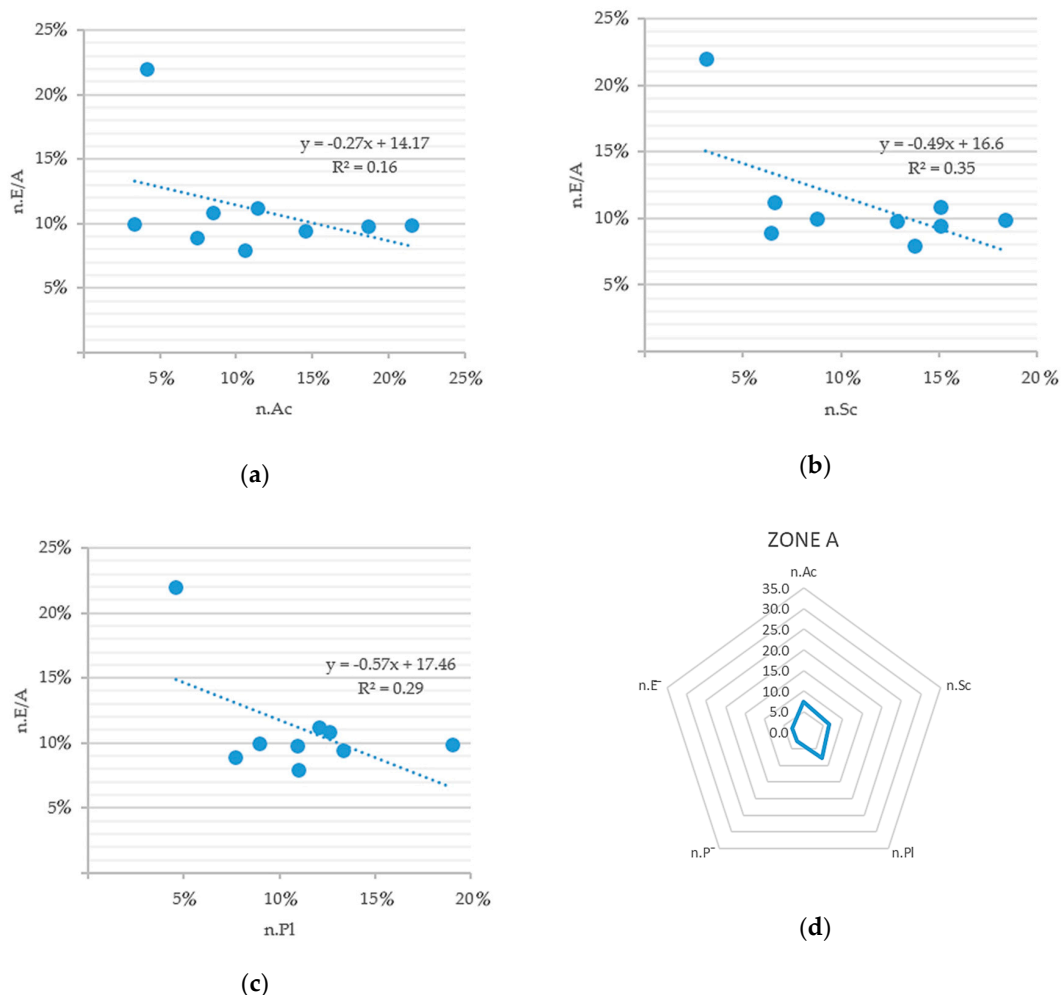 25%
20%
15%
10%
5%
n.E/A
y = -0.27x + 14.17
R² = 0.16
5% 10% 15% 20% 25%
n.Ac
(a)
25%
20%
15%
10%
5%
n.E/A
y = -0.49x + 16.6
R² = 0.35
5% 10% 15% 20%
n.Sc
(b)
25%
20%
15%
10%
5%
n.E/A
y = -0.57x + 17.46
R² = 0.29
5% 10% 15% 20%
n.Pl
(c)
ZONE A
n.Ac
35.0
30.0
25.0
20.0
15.0
10.0
5.0
0.0
n.E⁻ n.Sc
n.P⁻ n.Pl
(d)